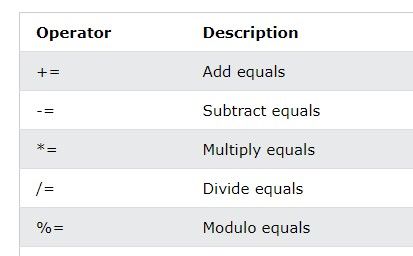 Operator Description
+= Add equals
-= Subtract equals
*= Multiply equals
/= Divide equals
%= Modulo equals